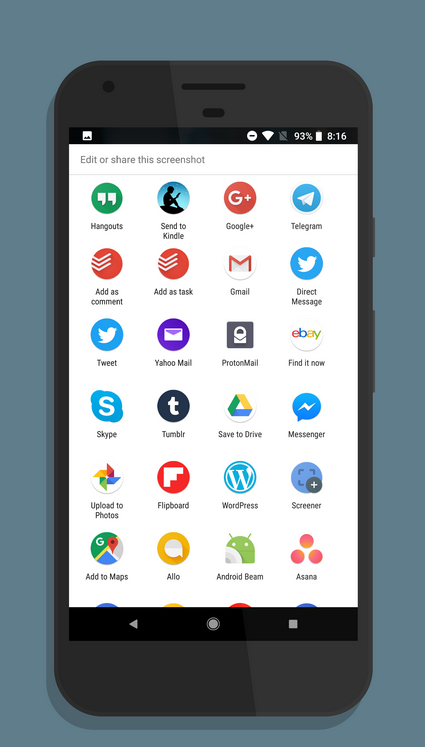 93% 8:16
Edit or share this screenshot
G+
Hangouts Send to Kindle Google+ Telegram
Add as comment Add as task Gmail Direct Message
ebay
Tweet Yahoo Mail ProtonMail Find it now
S t
Skype Tumblr Save to Drive Messenger
Upload to Photos Flipboard WordPress Screener
G
Add to Maps Allo Android Beam Asana